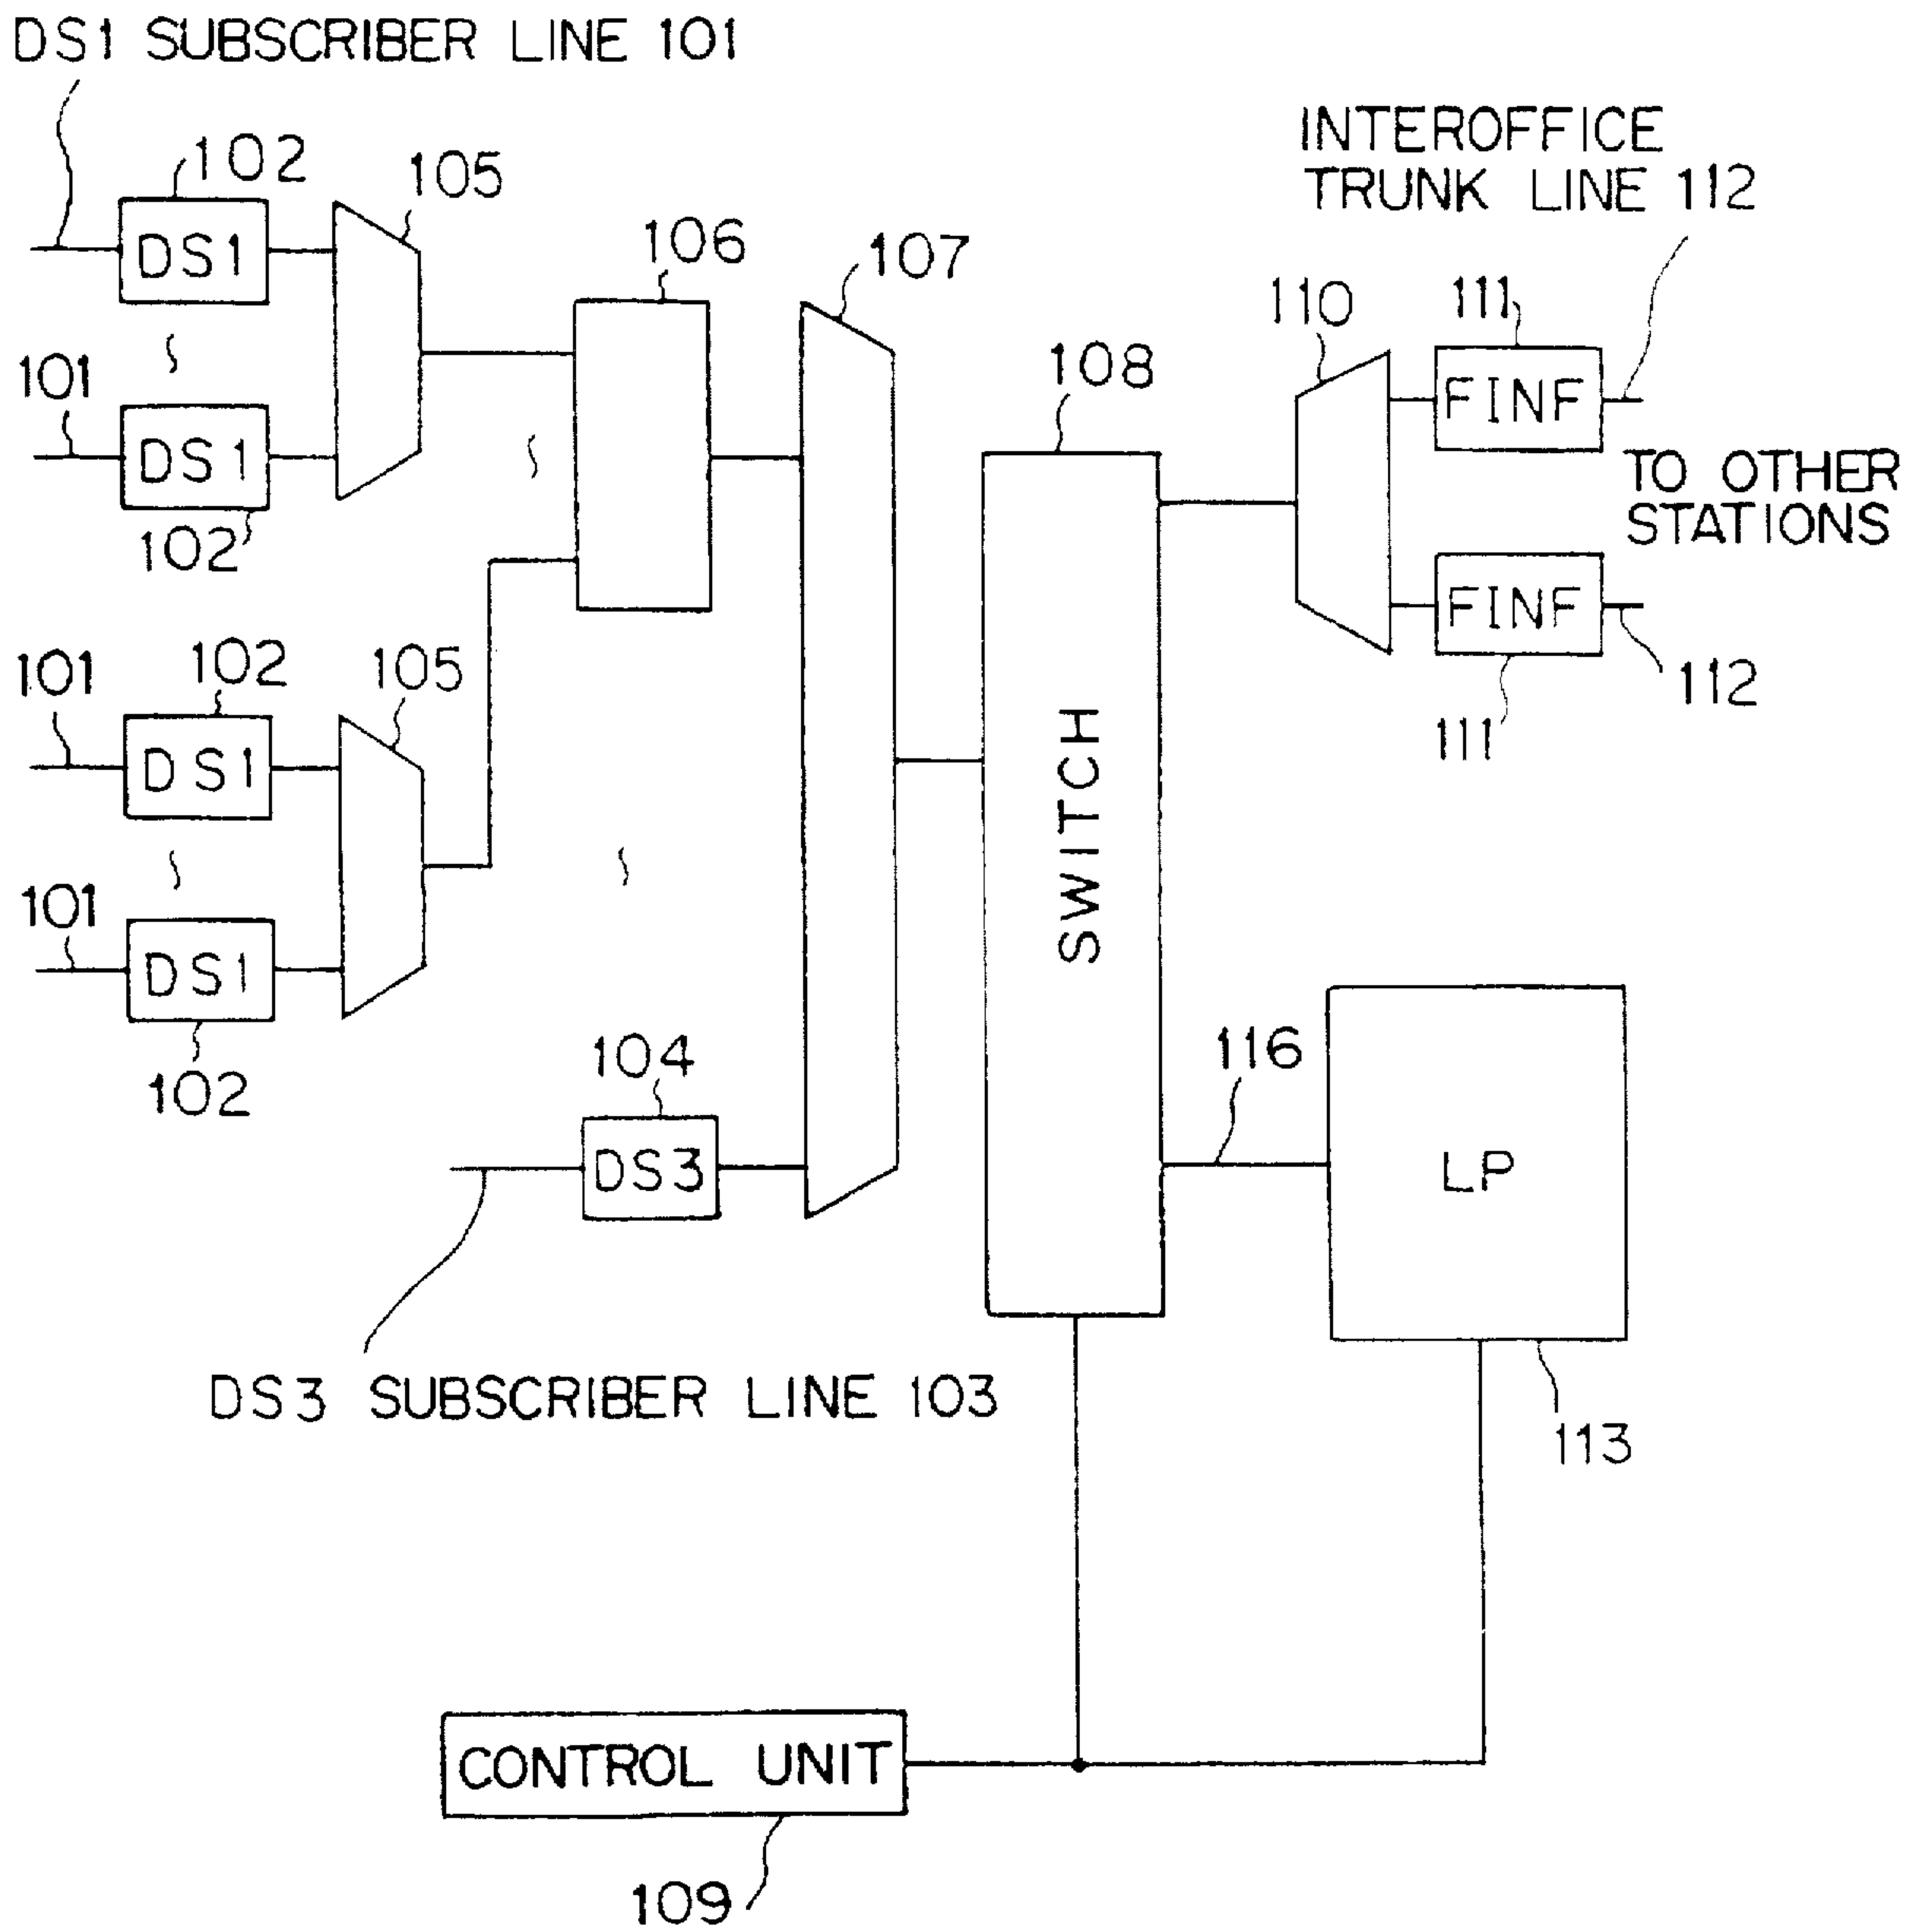 DS1 SUBSCRIBER LINE 101
INTEROFFICE
TRUNK LINE 112
102
105
DS1
106
107
110
111
101
108
FINF
DS1
TO OTHER
STATIONS
102
FINF
102
105
101
112
111
DS1
SWITCH
101
DS1
104
116
102
DS3
LP
DS3 SUBSCRIBER LINE 103
113
CONTROL UNIT
109